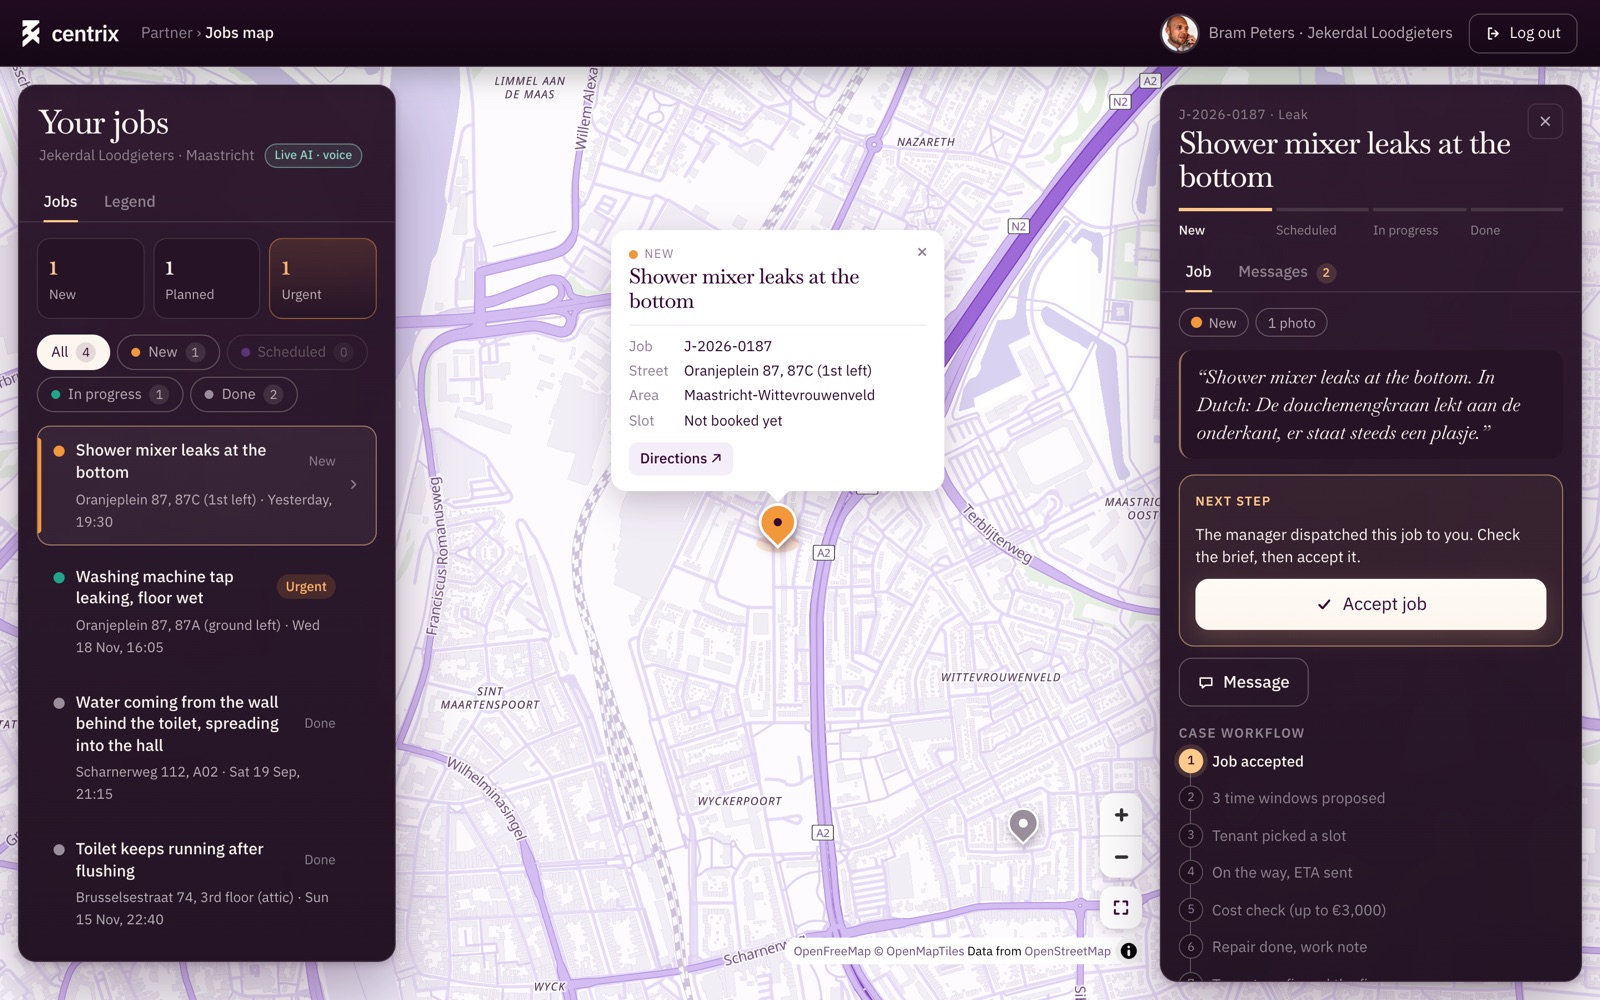 centrix
Partner › Jobs map
Bram Peters · Jekerdal Loodgieters
Log out
Your jobs
Jekerdal Loodgieters · Maastricht
Live AI · voice
Jobs
Legend
1
New
1
Planned
1
Urgent
All 4
New 1
Scheduled 0
In progress 1
Done 2
Shower mixer leaks at the
bottom
New
Oranjeplein 87, 87C (1st left) · Yesterday,
19:30
Washing machine tap
leaking, floor wet
Urgent
Oranjeplein 87, 87A (ground left) · Wed
18 Nov, 16:05
Water coming from the wall
behind the toilet, spreading
into the hall
Done
Scharnerweg 112, A02 · Sat 19 Sep,
21:15
Toilet keeps running after
flushing
Done
Brusselsestraat 74, 3rd floor (attic) · Sun
15 Nov, 22:40
LIMMEL AAN
DE MAAS
Willem Alexa
NAZARETH
A2
N2
N2
NEW
Shower mixer leaks at the
bottom
Job J-2026-0187
Street Oranjeplein 87, 87C (1st left)
Area Maastricht-Wittevrouwenveld
Slot Not booked yet
Directions ↗
Franciscus Romanusweg
Terblijterweg
MAASTRIC
OOST
A2
WITTEVROUWENVELD
SINT
MAARTENSPOORT
Wilhelminasingel
WYCKERPOORT
A2
Scharnerw
WYCK
OpenFreeMap © OpenMapTiles Data from OpenStreetMap
J-2026-0187 · Leak
Shower mixer leaks at the
bottom
New
Scheduled
In progress
Done
Job
Messages 2
New
1 photo
“Shower mixer leaks at the bottom. In
Dutch: De douchemengkraan lekt aan de
onderkant, er staat steeds een plasje.”
NEXT STEP
The manager dispatched this job to you. Check
the brief, then accept it.
Accept job
Message
CASE WORKFLOW
1 Job accepted
2 3 time windows proposed
3 Tenant picked a slot
4 On the way, ETA sent
5 Cost check (up to €3,000)
6 Repair done, work note